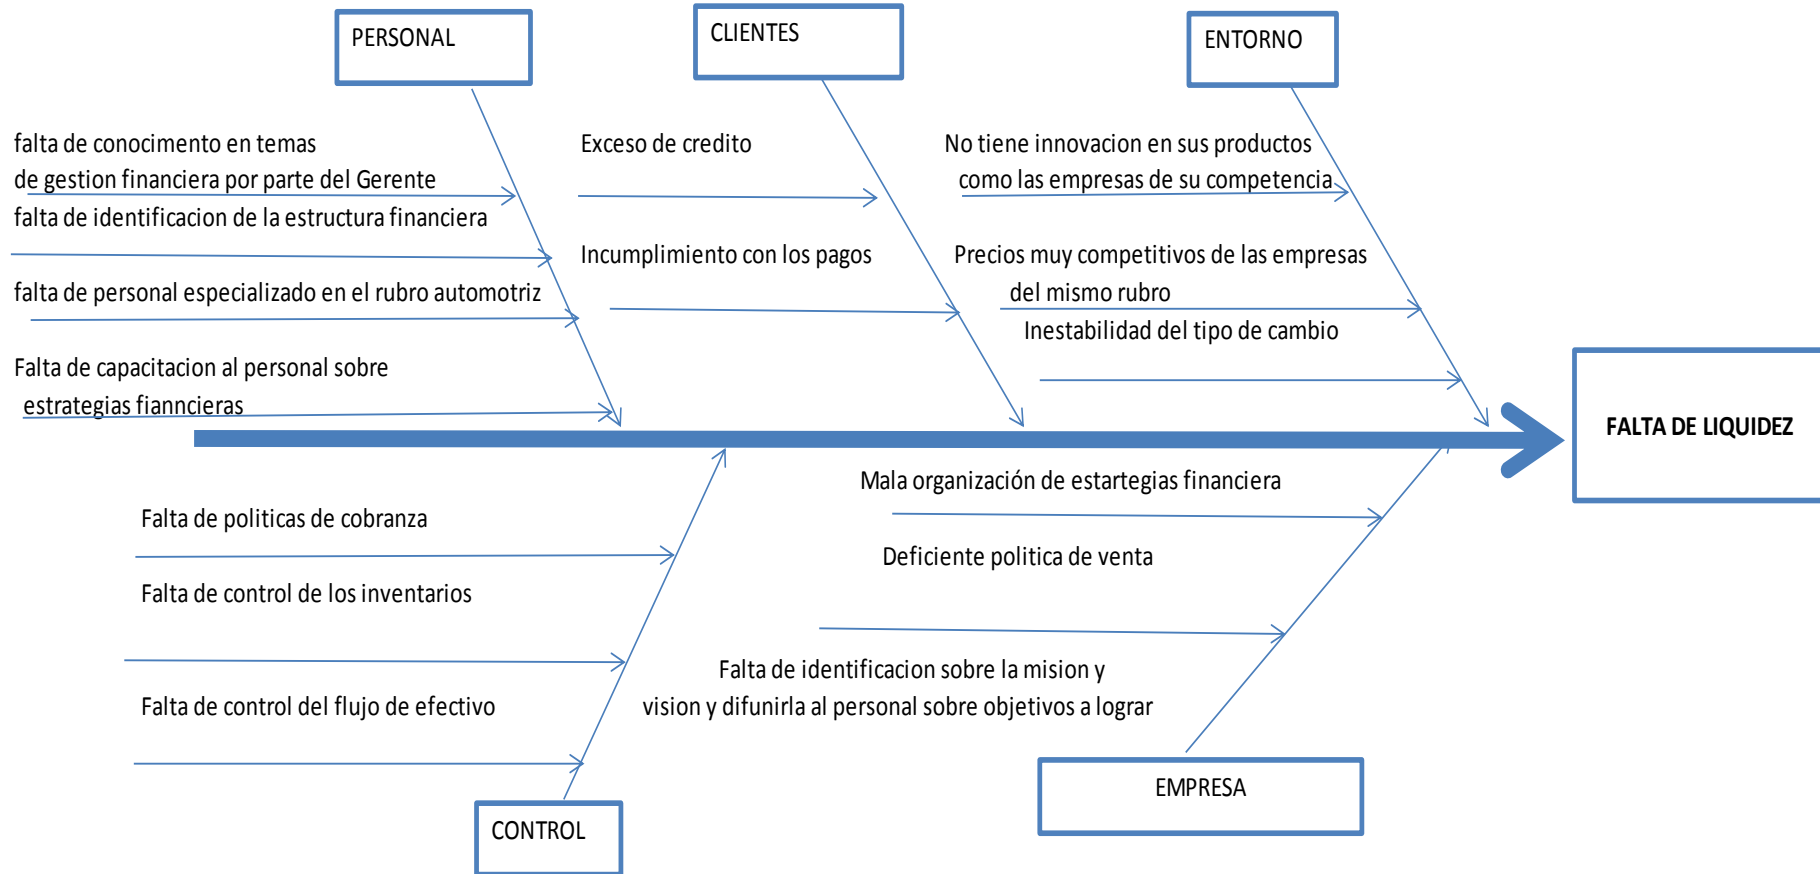 PERSONAL
CLIENTES
ENTORNO
falta de conocimento en temas
de gestion financiera por parte del Gerente
falta de identificacion de la estructura financiera
falta de personal especializado en el rubro automotriz
Falta de capacitacion al personal sobre
estrategias fianncieras
Exceso de credito
Incumplimiento con los pagos
No tiene innovacion en sus productos
como las empresas de su competencia
Precios muy competitivos de las empresas
del mismo rubro
Inestabilidad del tipo de cambio
FALTA DE LIQUIDEZ
Falta de politicas de cobranza
Falta de control de los inventarios
Falta de control del flujo de efectivo
Mala organización de estartegias financiera
Deficiente politica de venta
Falta de identificacion sobre la mision y
vision y difunirla al personal sobre objetivos a lograr
CONTROL
EMPRESA